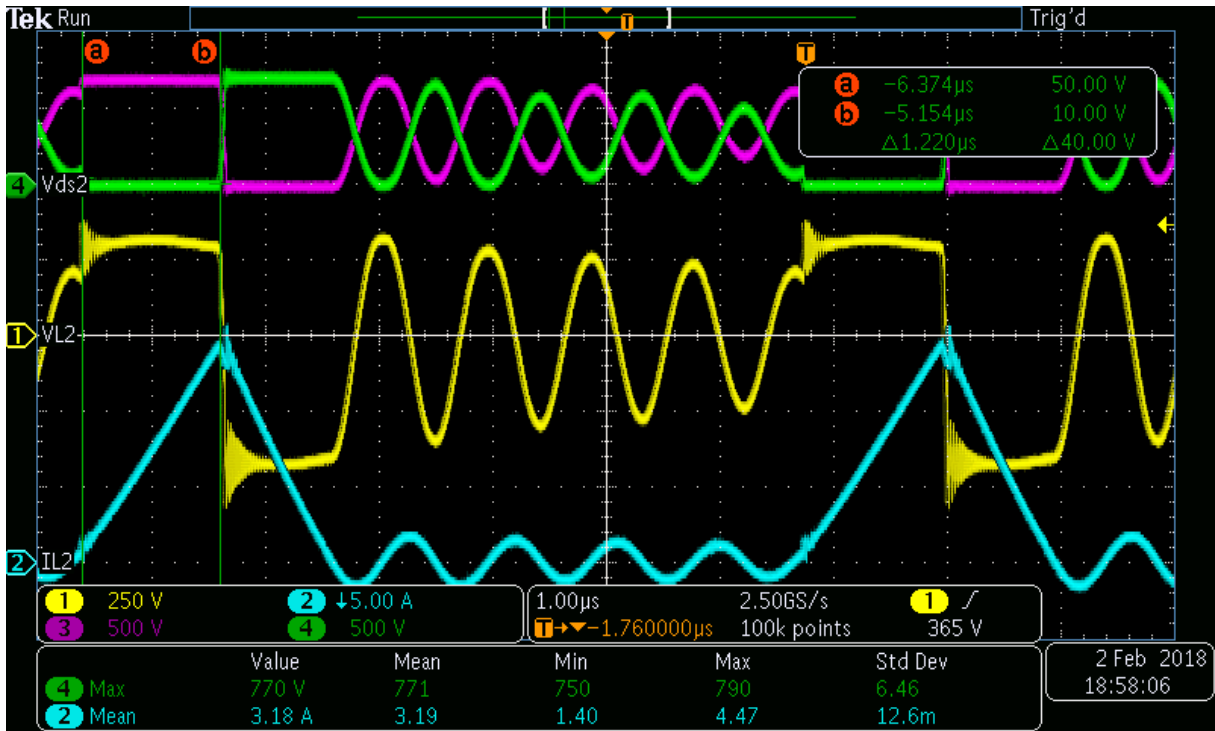 Tek Run Trig'd
a b T
a −6.374µs 50.00 V
b −5.154µs 10.00 V
△1.220µs △40.00 V
4 Vds2
1 VL2
2 IL2
1 250 V 2 ↓5.00 A 1.00µs 2.50GS/s 1 ∫
3 500 V 4 500 V T→▼−1.760000µs 100k points 365 V
Value Mean Min Max Std Dev 2 Feb 2018
4 Max 770 V 771 750 790 6.46 18:58:06
2 Mean 3.18 A 3.19 1.40 4.47 12.6m